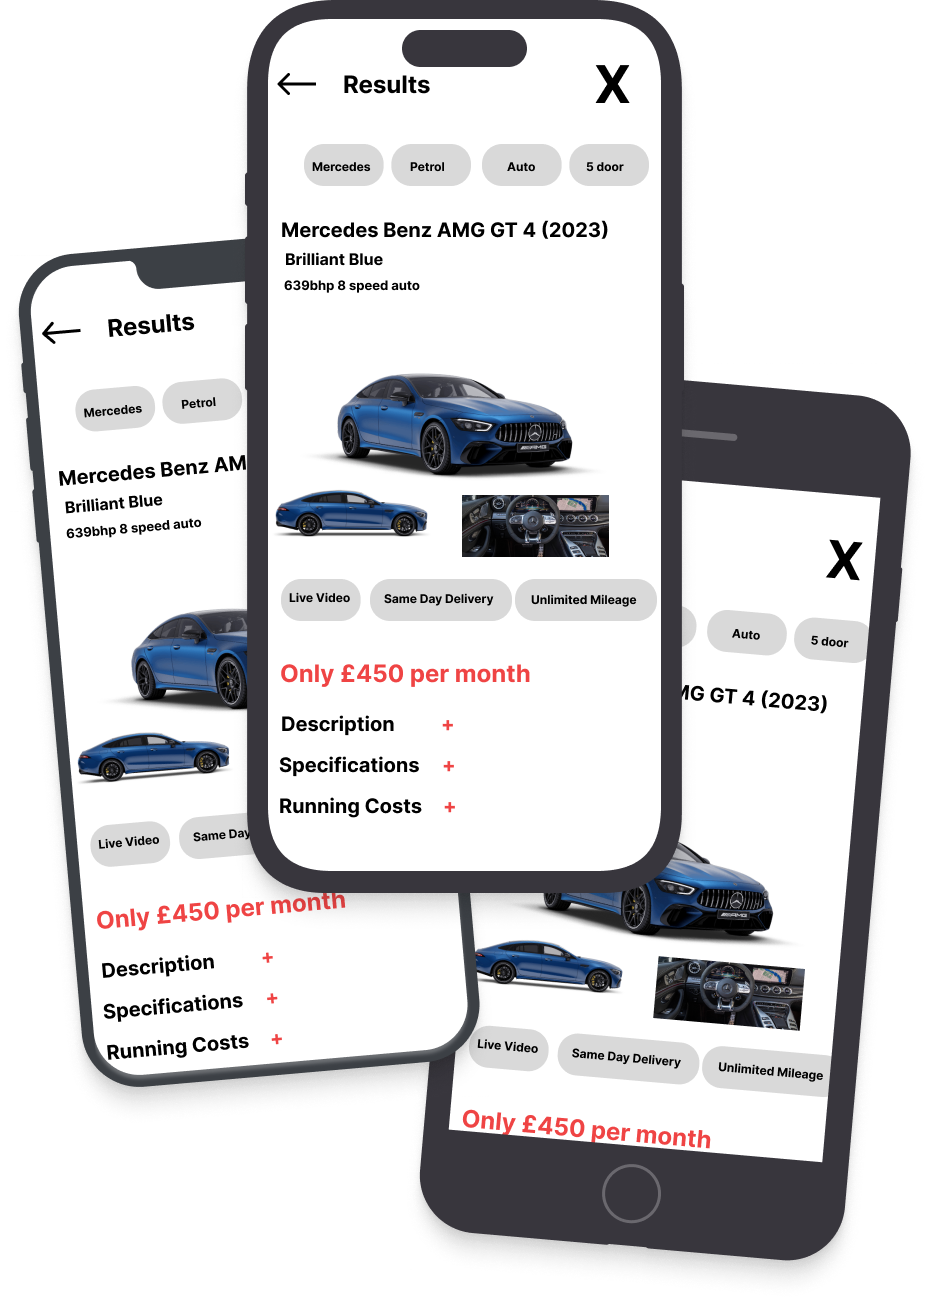 Results X
Mercedes Petrol Auto 5 door
Mercedes Benz AMG GT 4 (2023)
Brilliant Blue
639bhp 8 speed auto
AMG
Live Video Same Day Delivery Unlimited Mileage
Only £450 per month
Description +
Specifications +
Running Costs +
Results
Mercedes Petrol
Mercedes Benz AM
Brilliant Blue
639bhp 8 speed auto
Live Video Same Day
Only £450 per month
Description +
Specifications +
Running Costs +
X
Auto 5 door
MG GT 4 (2023)
AMG
Live Video Same Day Delivery Unlimited Mileage
Only £450 per month